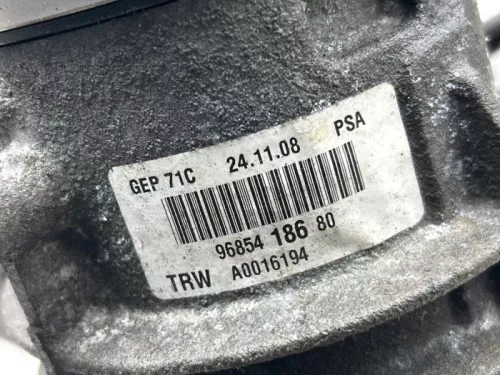 GEP 71C 24.11.08 PSA
96854 186 80
TRW A0016194